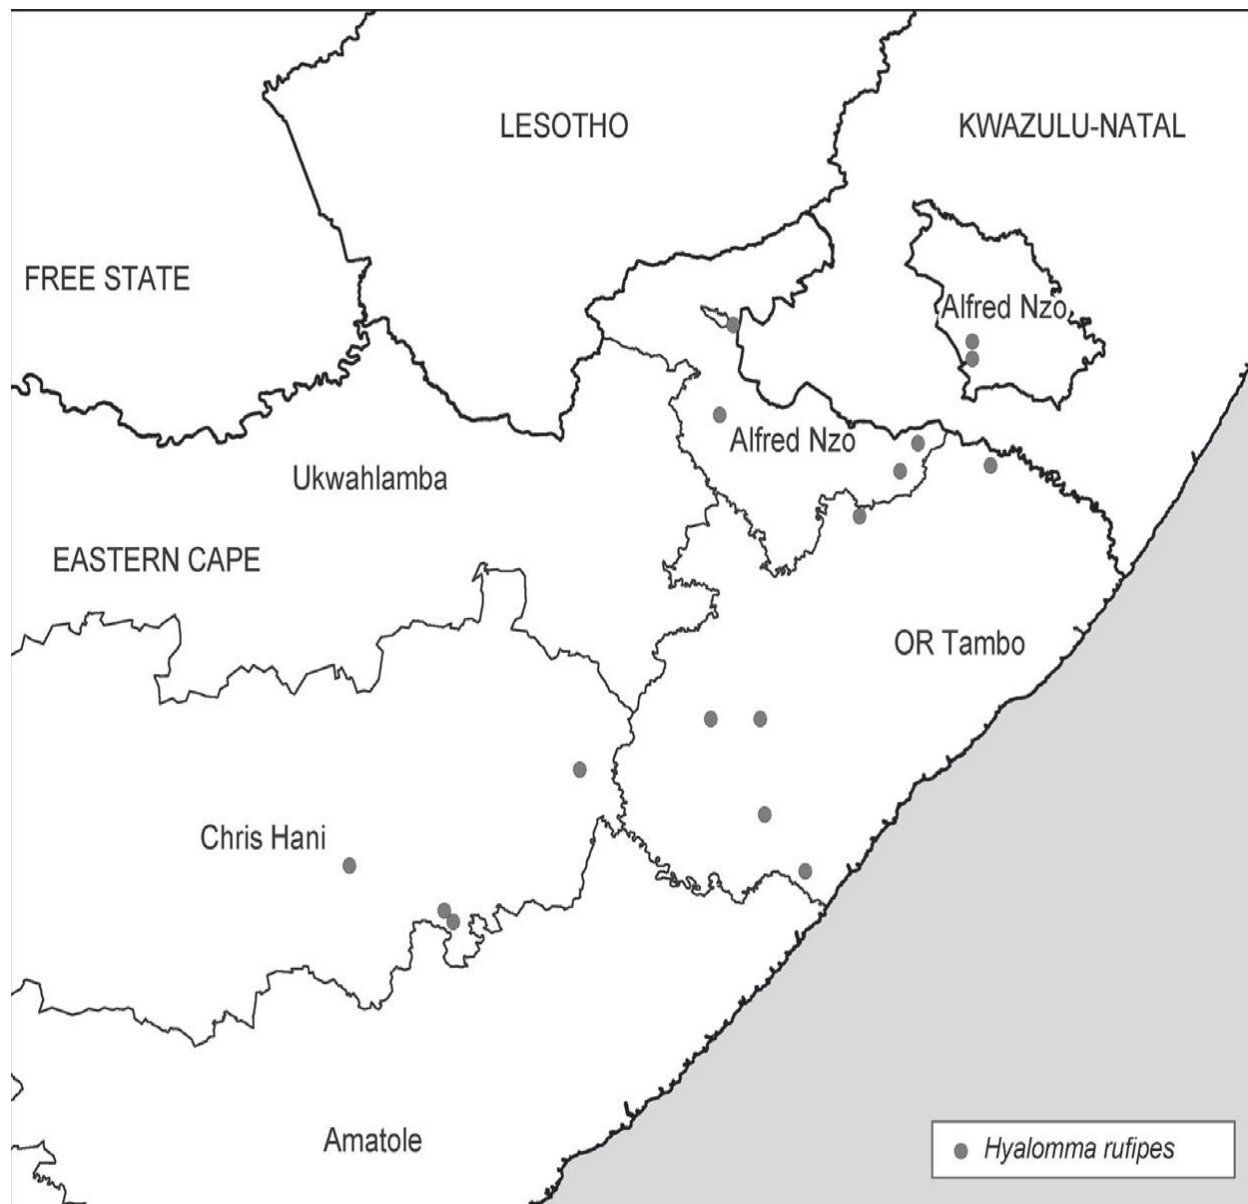 LESOTHO
KWAZULU-NATAL
FREE STATE
Alfred Nzo
Alfred Nzo
Ukwahlamba
EASTERN CAPE
OR Tambo
Chris Hani
Amatole
Hyalomma rufipes